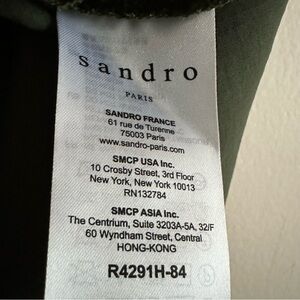 sandro
PARIS
SANDRO FRANCE
61 rue de Turenne
75003 Paris
www.sandro-paris.com
SMCP USA Inc.
10 Crosby Street, 3rd Floor
New York, New York 10013
RN132784
SMCP ASIA Inc.
The Centrium, Suite 3203A-5A, 32/F
60 Wyndham Street, Central
HONG-KONG
R4291H-84